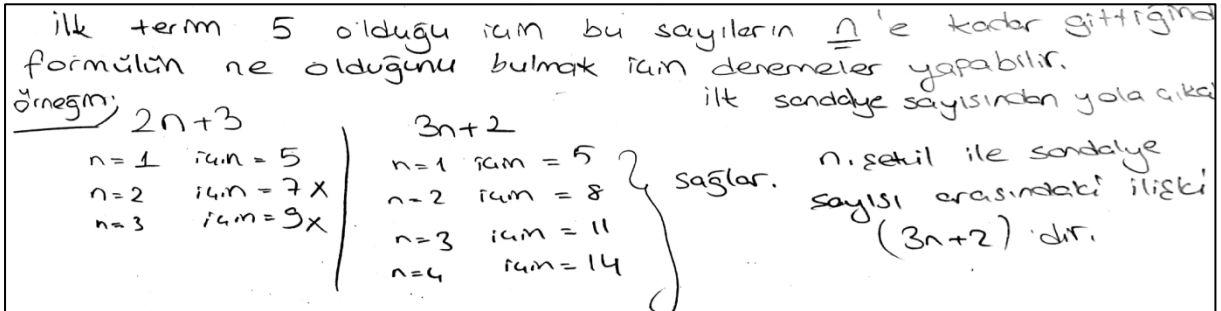 ilk term 5 olduğu için bu sayıların n'e kadar gittiğind
formülün ne olduğunu bulmak için denemeler yapabilir.
Örneğin; ilk sandalye sayısından yola çıka
2n+3
n=1 için = 5
n=2 için = 7 x
n=3 için = 9 x
3n+2
n=1 için = 5
n=2 için = 8
n=3 için = 11
n=4 için = 14
sağlar.
n. şekil ile sandalye
sayısı arasındaki ilişki
(3n+2) dir.